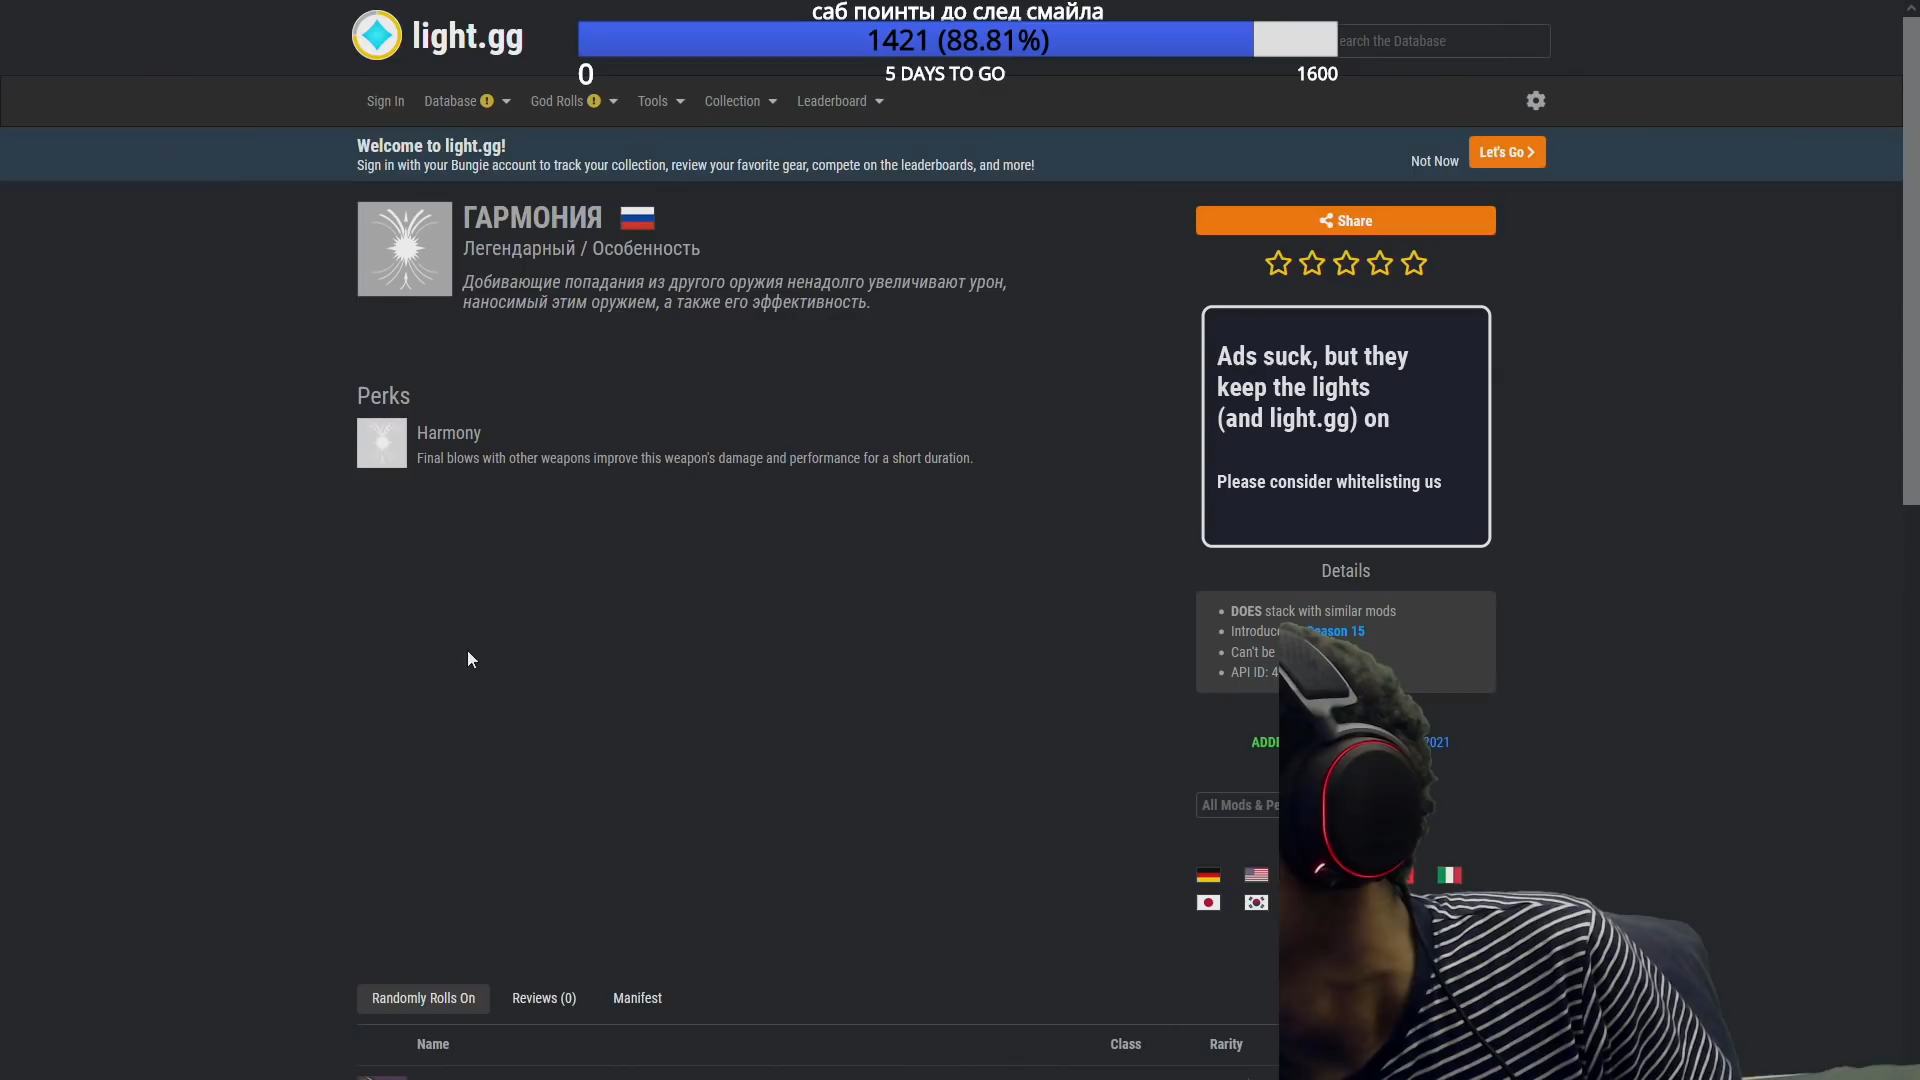 саб поинты до след смайла
light.gg
1421 (88.81%)
earch the Database
0
5 DAYS TO GO
1600
Sign In
Database
God Rolls
Tools
Collection
Leaderboard
Welcome to light.gg!
Sign in with your Bungie account to track your collection, review your favorite gear, compete on the leaderboards, and more!
Not Now
Let's Go
ГАРМОНИЯ
Легендарный / Особенность
Добивающие попадания из другого оружия ненадолго увеличивают урон,
наносимый этим оружием, а также его эффективность.
Share
Ads suck, but they
keep the lights
(and light.gg) on
Please consider whitelisting us
Perks
Harmony
Final blows with other weapons improve this weapon's damage and performance for a short duration.
Details
DOES stack with similar mods
Introduc eason 15
Can't be
API ID: 4
ADDE 2021
All Mods & Pe
Randomly Rolls On
Reviews (0)
Manifest
Name
Class
Rarity